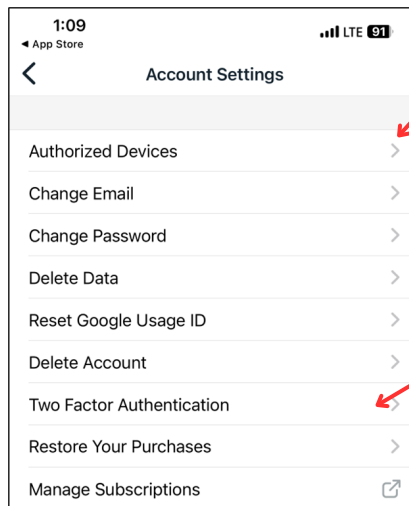 1:09
LTE 91
App Store
Account Settings
Authorized Devices
Change Email
Change Password
Delete Data
Reset Google Usage ID
Delete Account
Two Factor Authentication
Restore Your Purchases
Manage Subscriptions